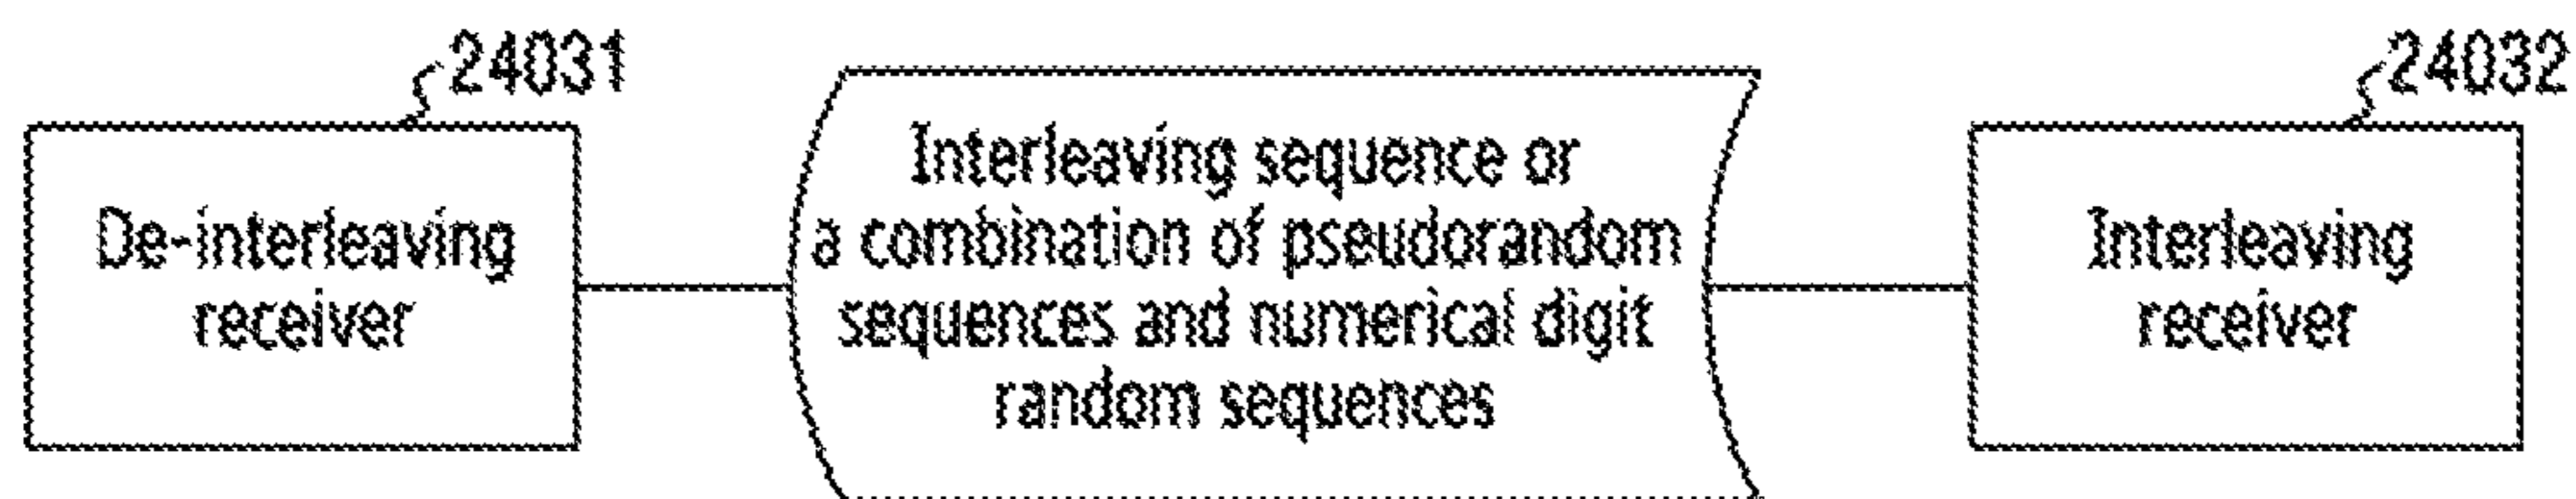 24031
24032
De-interleaving
receiver
Interleaving sequence or
a combination of pseudorandom
sequences and numerical digit
random sequences
Interleaving
receiver